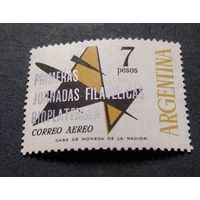 7
pesos
PRIMERAS
JORNADAS FILATELICAS
RIOPLATENSES
CORREO AEREO
CASA DE MONEDA DE LA NACION
ARGENTINA